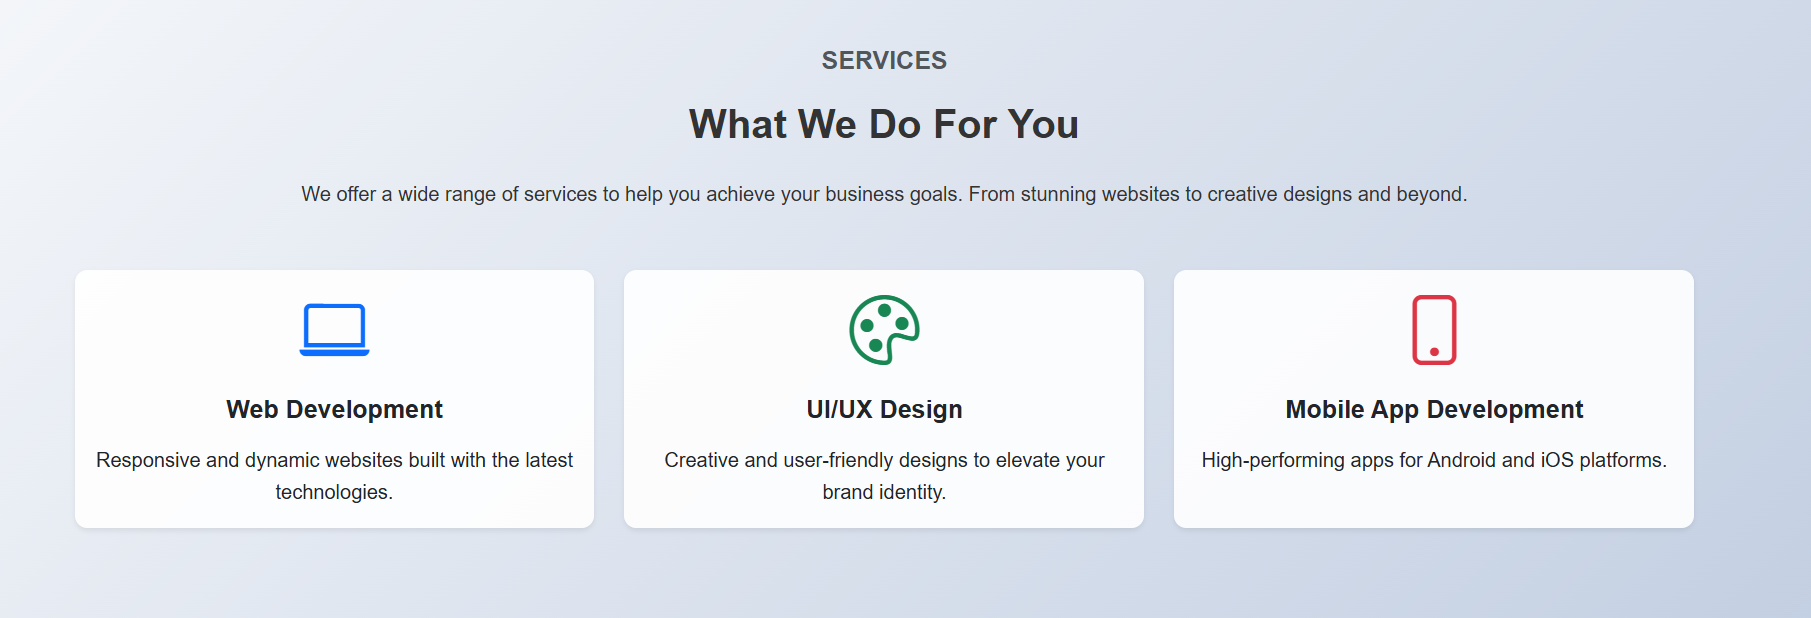 SERVICES
What We Do For You
We offer a wide range of services to help you achieve your business goals. From stunning websites to creative designs and beyond.
Web Development
Responsive and dynamic websites built with the latest
technologies.
UI/UX Design
Creative and user-friendly designs to elevate your
brand identity.
Mobile App Development
High-performing apps for Android and iOS platforms.